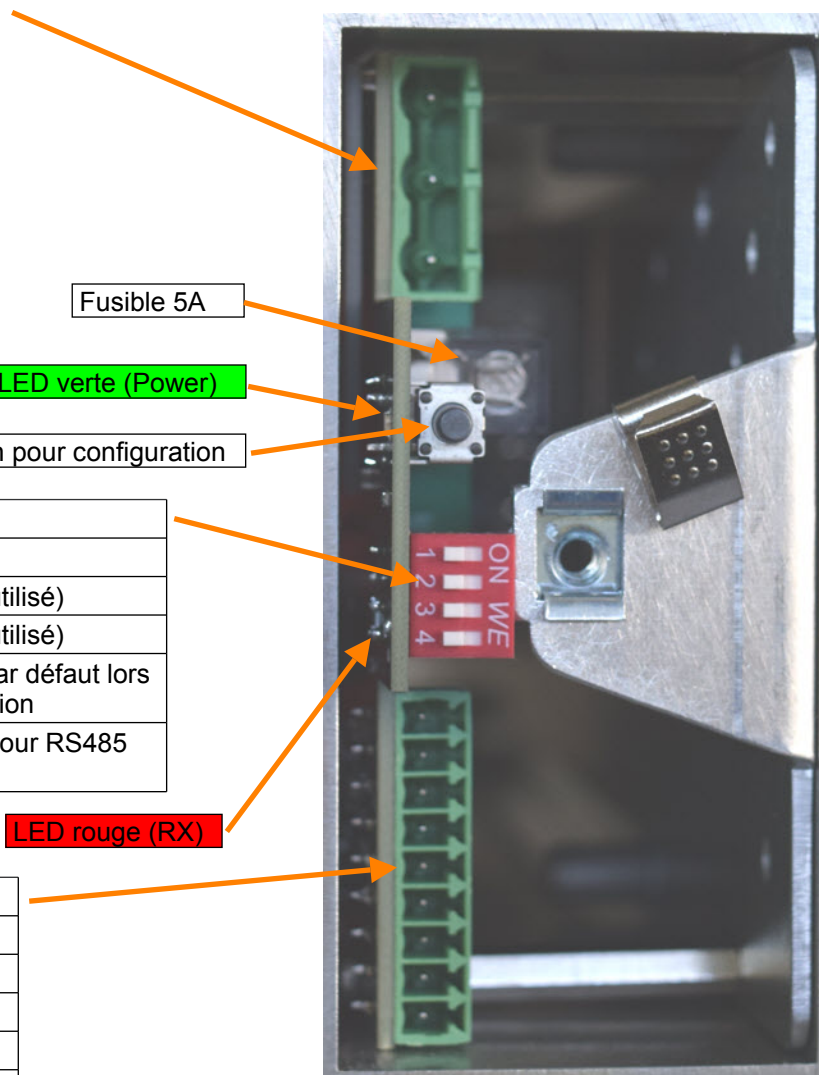 Fusible 5A
LED verte (Power)
pour configuration
tilisé)
tilisé)
ar défaut lors
ion
our RS485
1 ON
2
3 WE
4
LED rouge (RX)